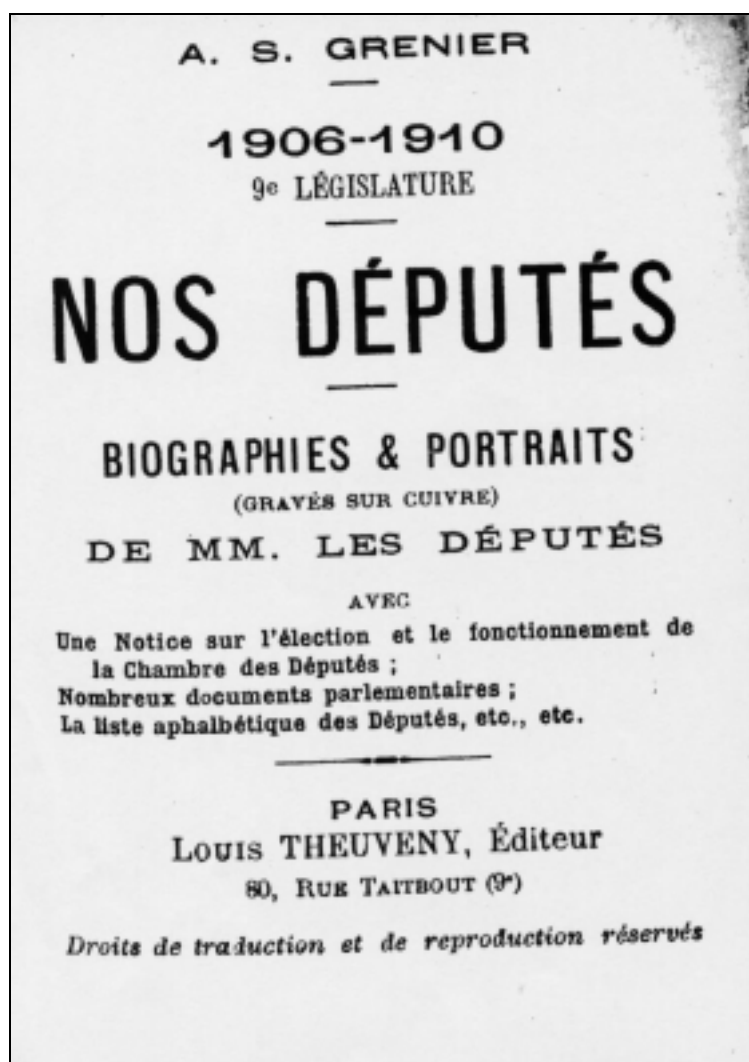 A. S. GRENIER
1906-1910
9e LÉGISLATURE
NOS DÉPUTÉS
BIOGRAPHIES & PORTRAITS
(GRAVÉS SUR CUIVRE)
DE MM. LES DÉPUTÉS
AVEC
Une Notice sur l'élection et le fonctionnement de
la Chambre des Députés ;
Nombreux documents parlementaires ;
La liste aphalbétique des Députés, etc., etc.
PARIS
Louis THEUVENY, Éditeur
80, Rue Taitbout (9e)
Droits de traduction et de reproduction réservés